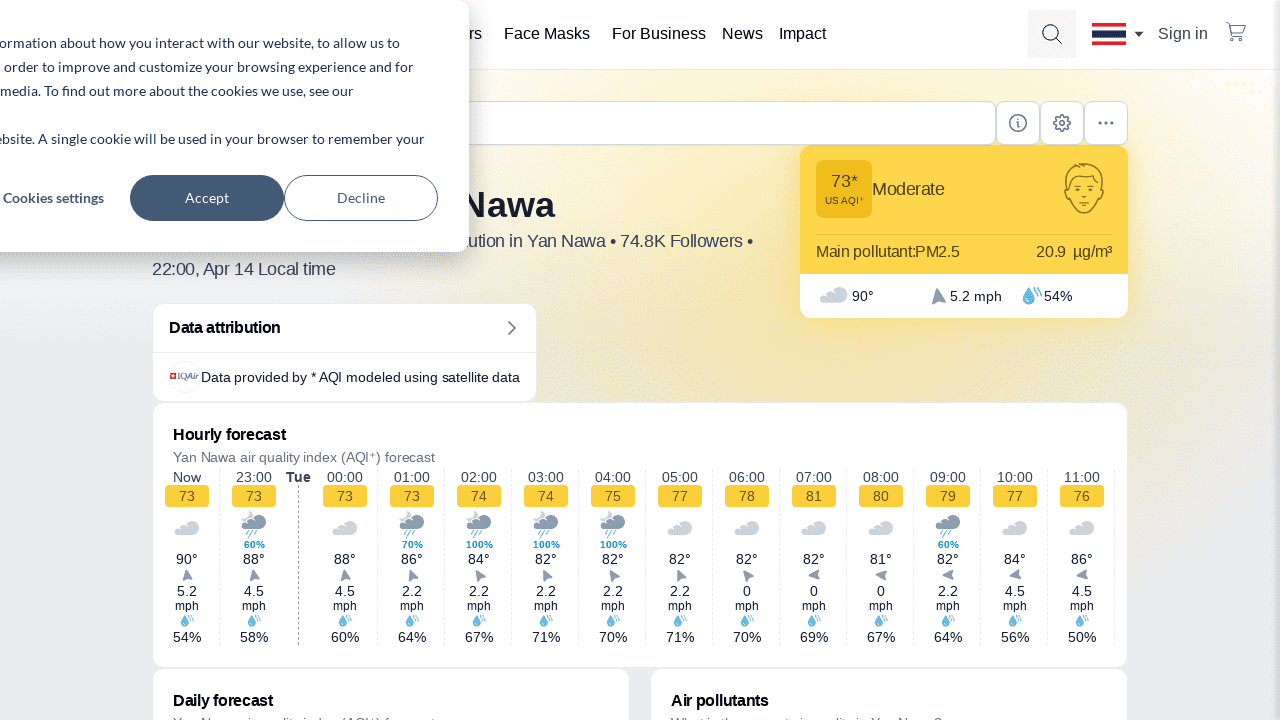 rs Face Masks For Business News Impact Sign in
ormation about how you interact with our website, to allow us to
order to improve and customize your browsing experience and for
media. To find out more about the cookies we use, see our
ebsite. A single cookie will be used in your browser to remember your
Cookies settings Accept Decline
Nawa
ution in Yan Nawa • 74.8K Followers •
22:00, Apr 14 Local time
73*
US AQI⁺
Moderate
Main pollutant:PM2.5 20.9 µg/m³
90° 5.2 mph 54%
Data attribution
IQAir
Data provided by * AQI modeled using satellite data
Hourly forecast
Yan Nawa air quality index (AQI⁺) forecast
Now 23:00 Tue 00:00 01:00 02:00 03:00 04:00 05:00 06:00 07:00 08:00 09:00 10:00 11:00
73 73 73 73 74 74 75 77 78 81 80 79 77 76
60% 70% 100% 100% 100% 60%
90° 88° 88° 86° 84° 82° 82° 82° 82° 82° 81° 82° 84° 86°
5.2 4.5 4.5 2.2 2.2 2.2 2.2 2.2 0 0 0 2.2 4.5 4.5
mph mph mph mph mph mph mph mph mph mph mph mph mph mph
54% 58% 60% 64% 67% 71% 70% 71% 70% 69% 67% 64% 56% 50%
Daily forecast Air pollutants